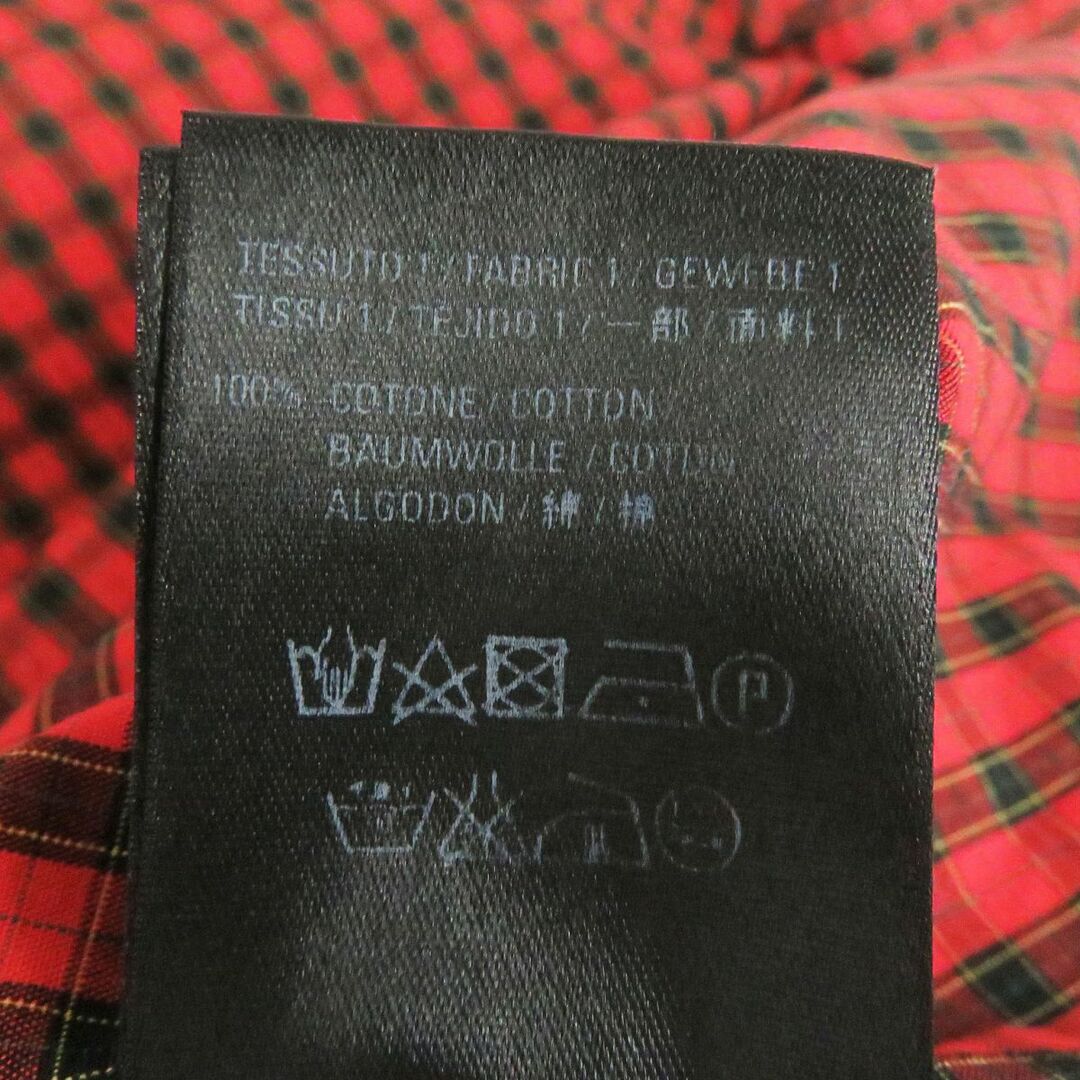 TESSUTO 1 / FABRIC 1 / GEWEBE 1 /
TISSU 1 / TEJIDO 1 / 一部 / 面料 1
100% COTONE / COTTON
BAUMWOLLE / COTON
ALGODON / 綿 / 棉
P